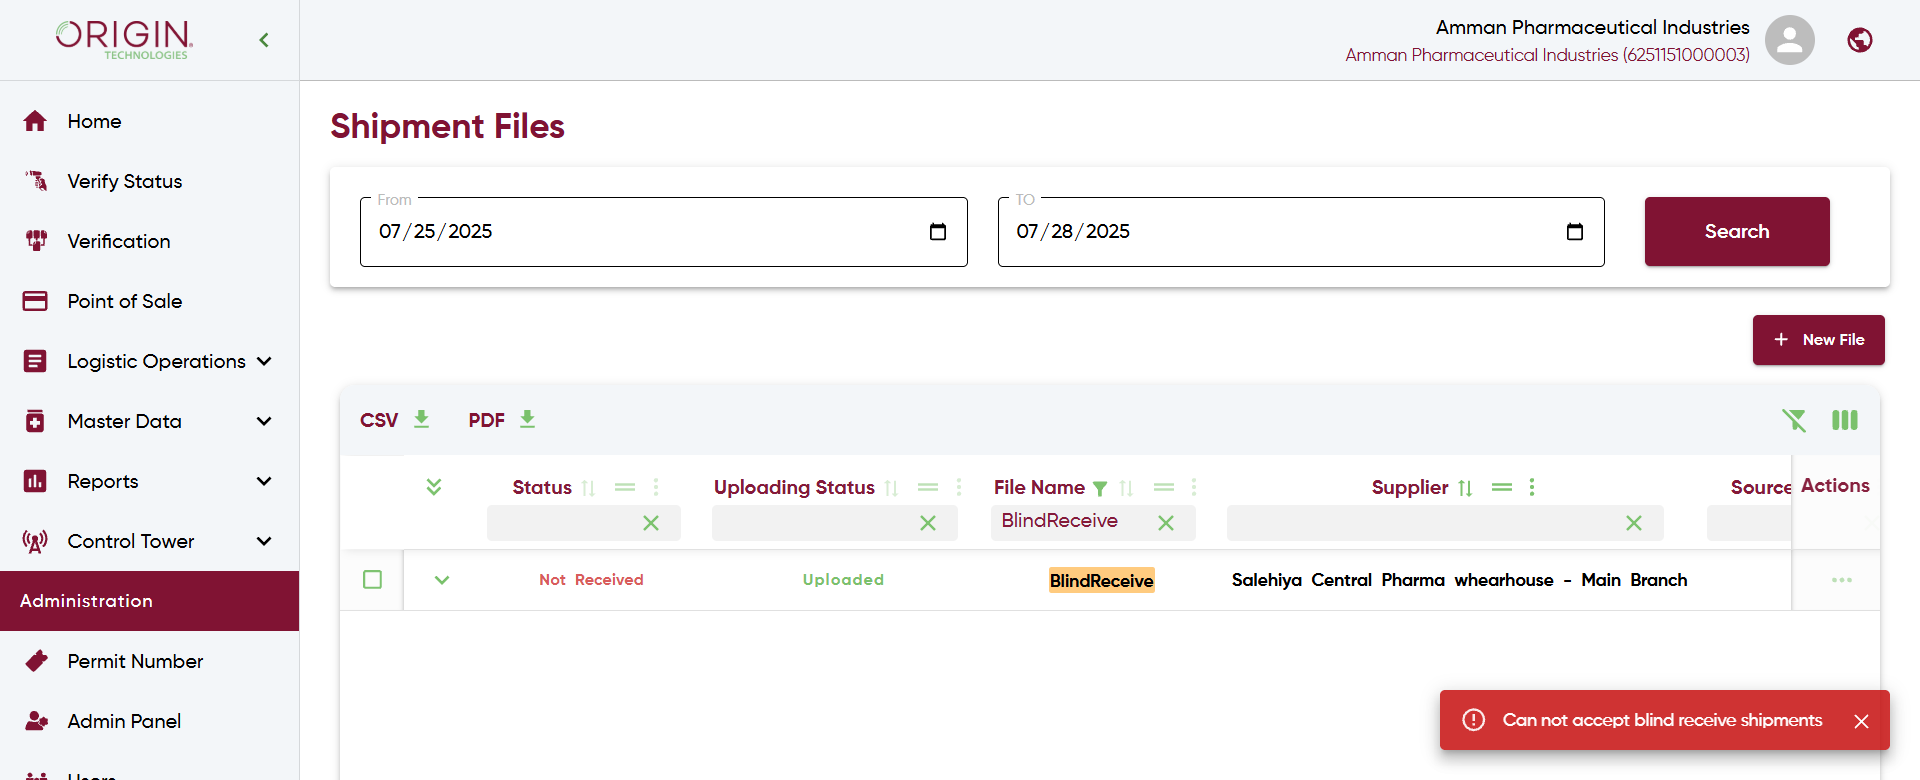 ORIGIN
TECHNOLOGIES
Amman Pharmaceutical Industries
Amman Pharmaceutical Industries (6251151000003)
Home
Verify Status
Verification
Point of Sale
Logistic Operations
Master Data
Reports
Control Tower
Administration
Permit Number
Admin Panel
Users
Shipment Files
From
07/25/2025
TO
07/28/2025
Search
New File
CSV
PDF
Status
Uploading Status
File Name
Supplier
Source
Actions
BlindReceive
Not Received
Uploaded
BlindReceive
Salehiya Central Pharma whearhouse - Main Branch
Can not accept blind receive shipments